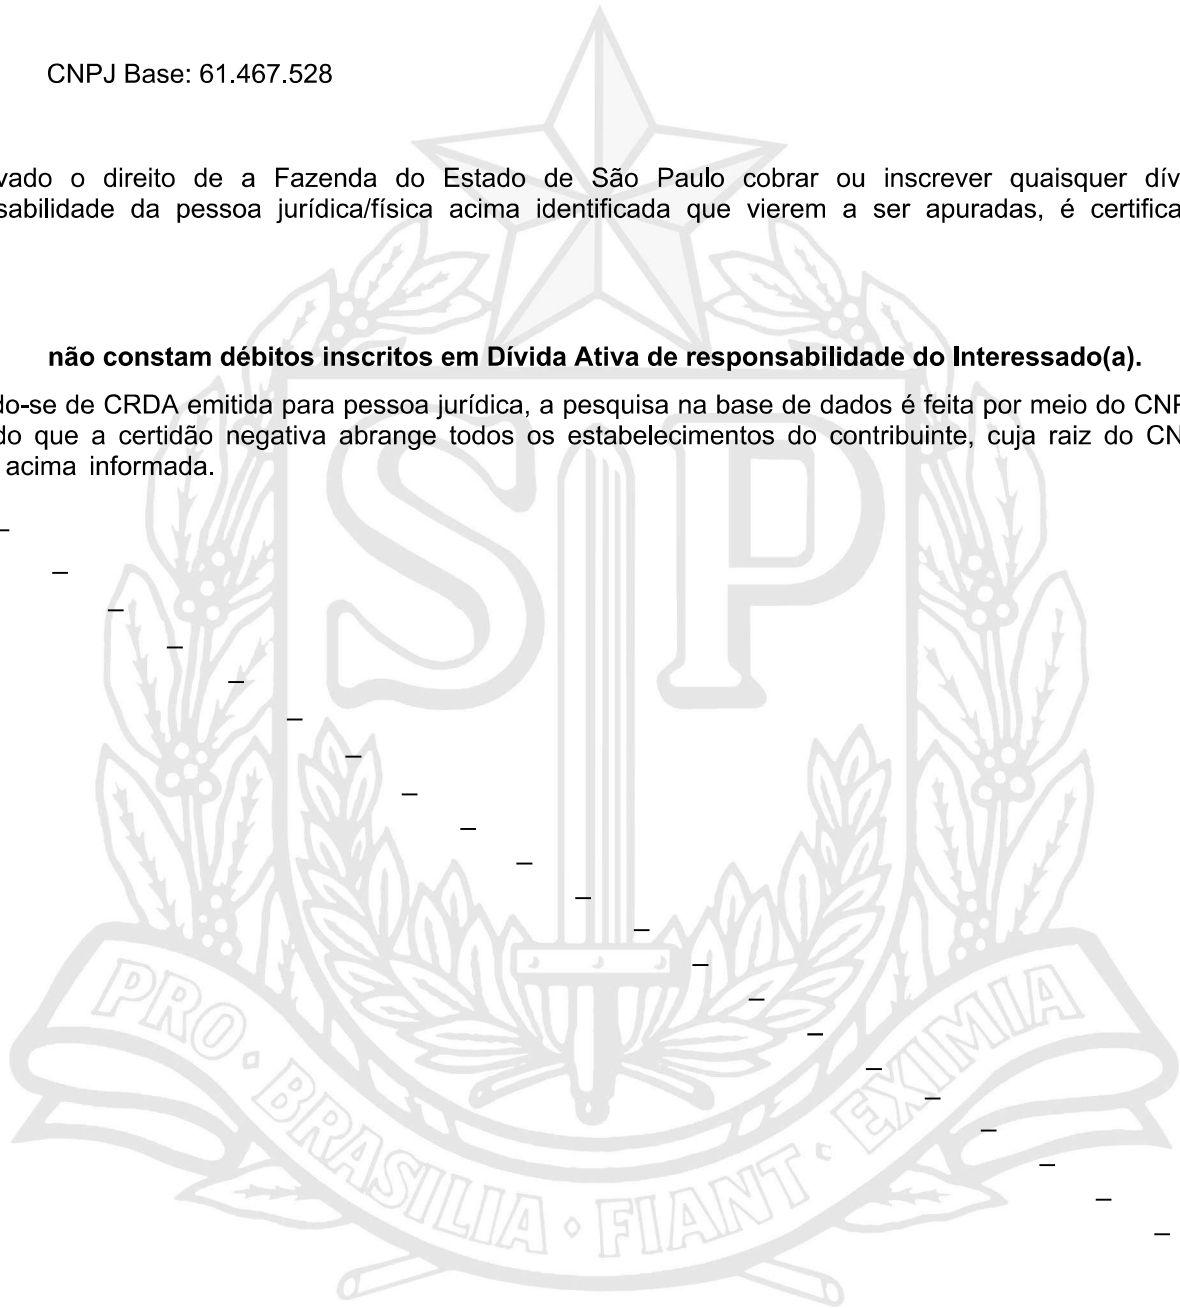 CNPJ Base: 61.467.528
vado o direito de a Fazenda do Estado de São Paulo cobrar ou inscrever quaisquer dív
sabilidade da pessoa jurídica/física acima identificada que vierem a ser apuradas, é certifica
não constam débitos inscritos em Dívida Ativa de responsabilidade do Interessado(a).
do-se de CRDA emitida para pessoa jurídica, a pesquisa na base de dados é feita por meio do CNP
do que a certidão negativa abrange todos os estabelecimentos do contribuinte, cuja raiz do CN
acima informada.
SP
PRO • BRASILIA • FIANT • EXIMIA